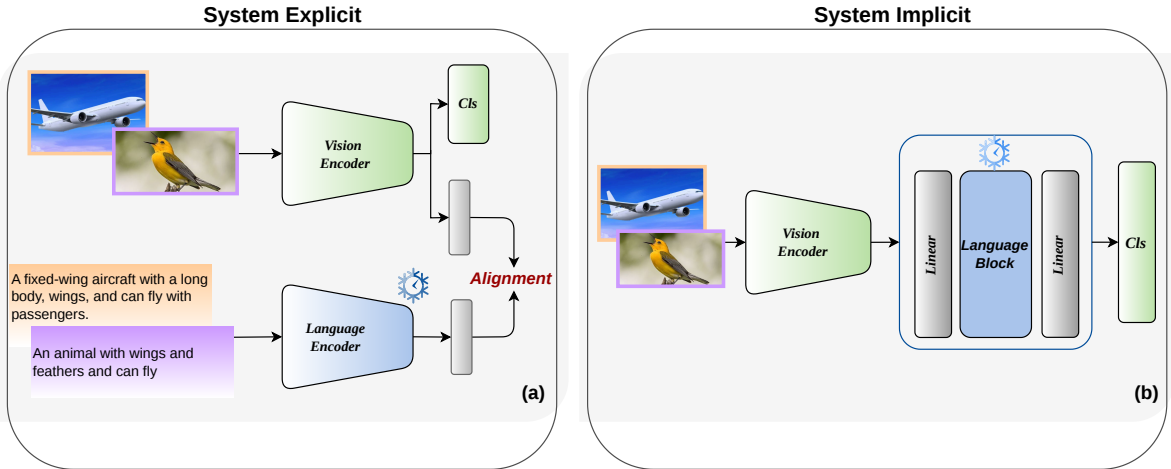 System Explicit
Cls
Vision
Encoder
Alignment
A fixed-wing aircraft with a long
body, wings, and can fly with
passengers.
An animal with wings and
feathers and can fly
Language
Encoder
(a)
System Implicit
Vision
Encoder
Linear
Language
Block
Linear
Cls
(b)